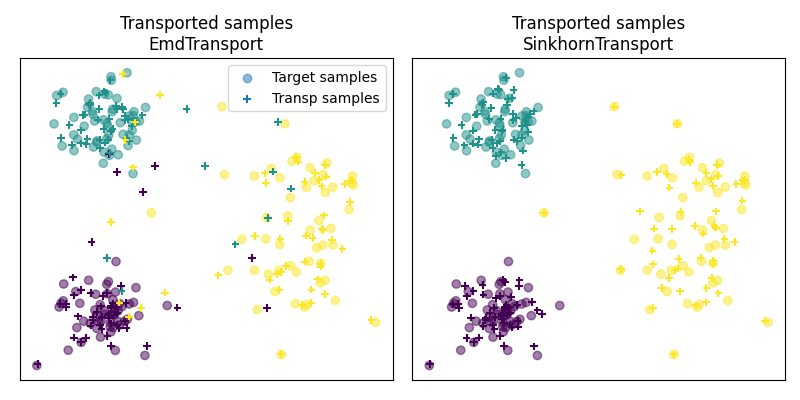 Transported samples
EmdTransport
Target samples
Transp samples
Transported samples
SinkhornTransport